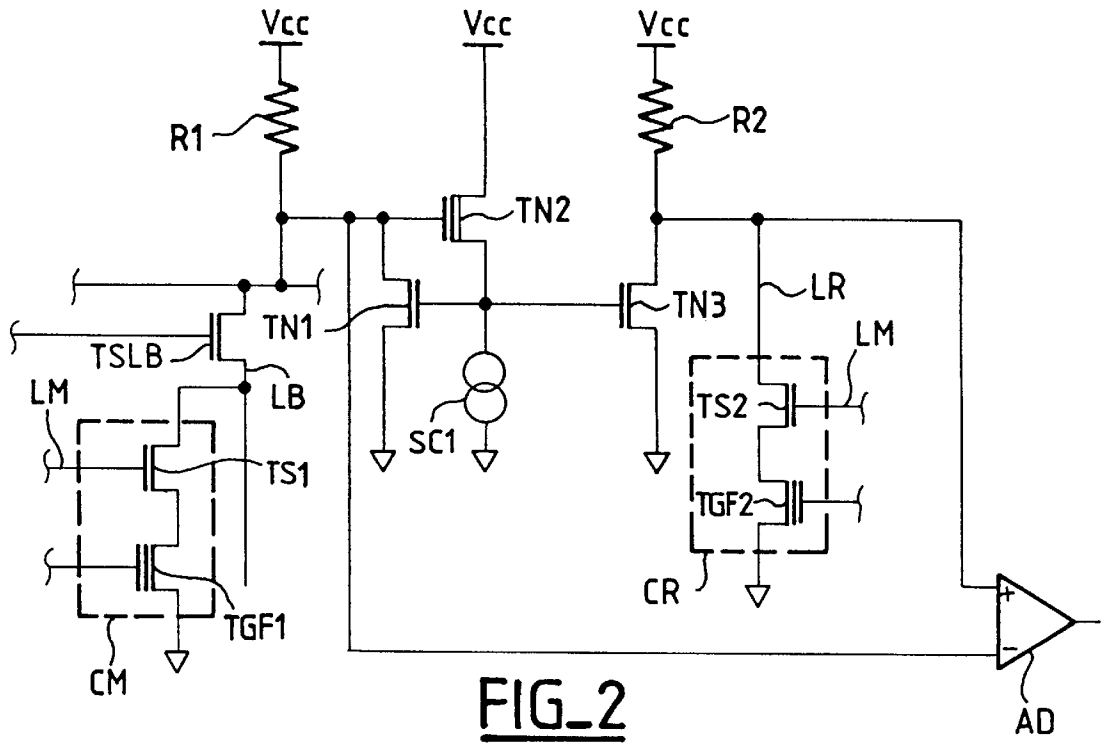 Vcc
Vcc
Vcc
R1
R2
TN2
TN1
TN3
LR
TSLB
LB
LM
LM
SC1
TS2
TS1
TGF2
CR
TGF1
CM
+
-
AD
FIG_2